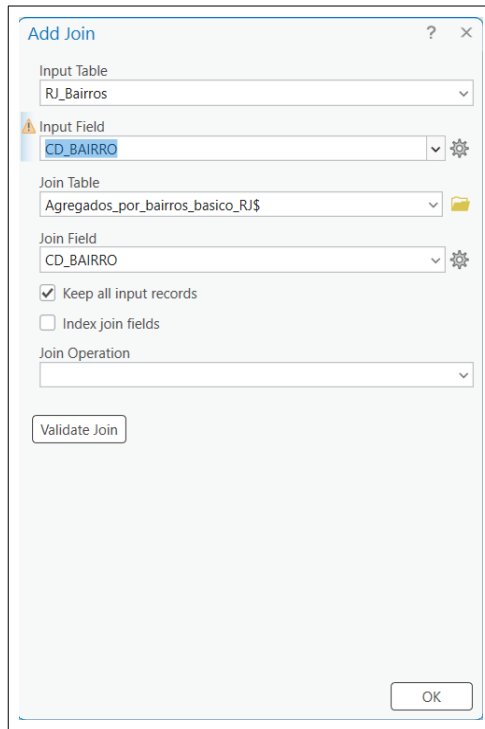 Add Join
?
Input Table
RJ_Bairros
Input Field
CD_BAIRRO
Join Table
Agregados_por_bairros_basico_RJ$
Join Field
CD_BAIRRO
Keep all input records
Index join fields
Join Operation
Validate Join
OK